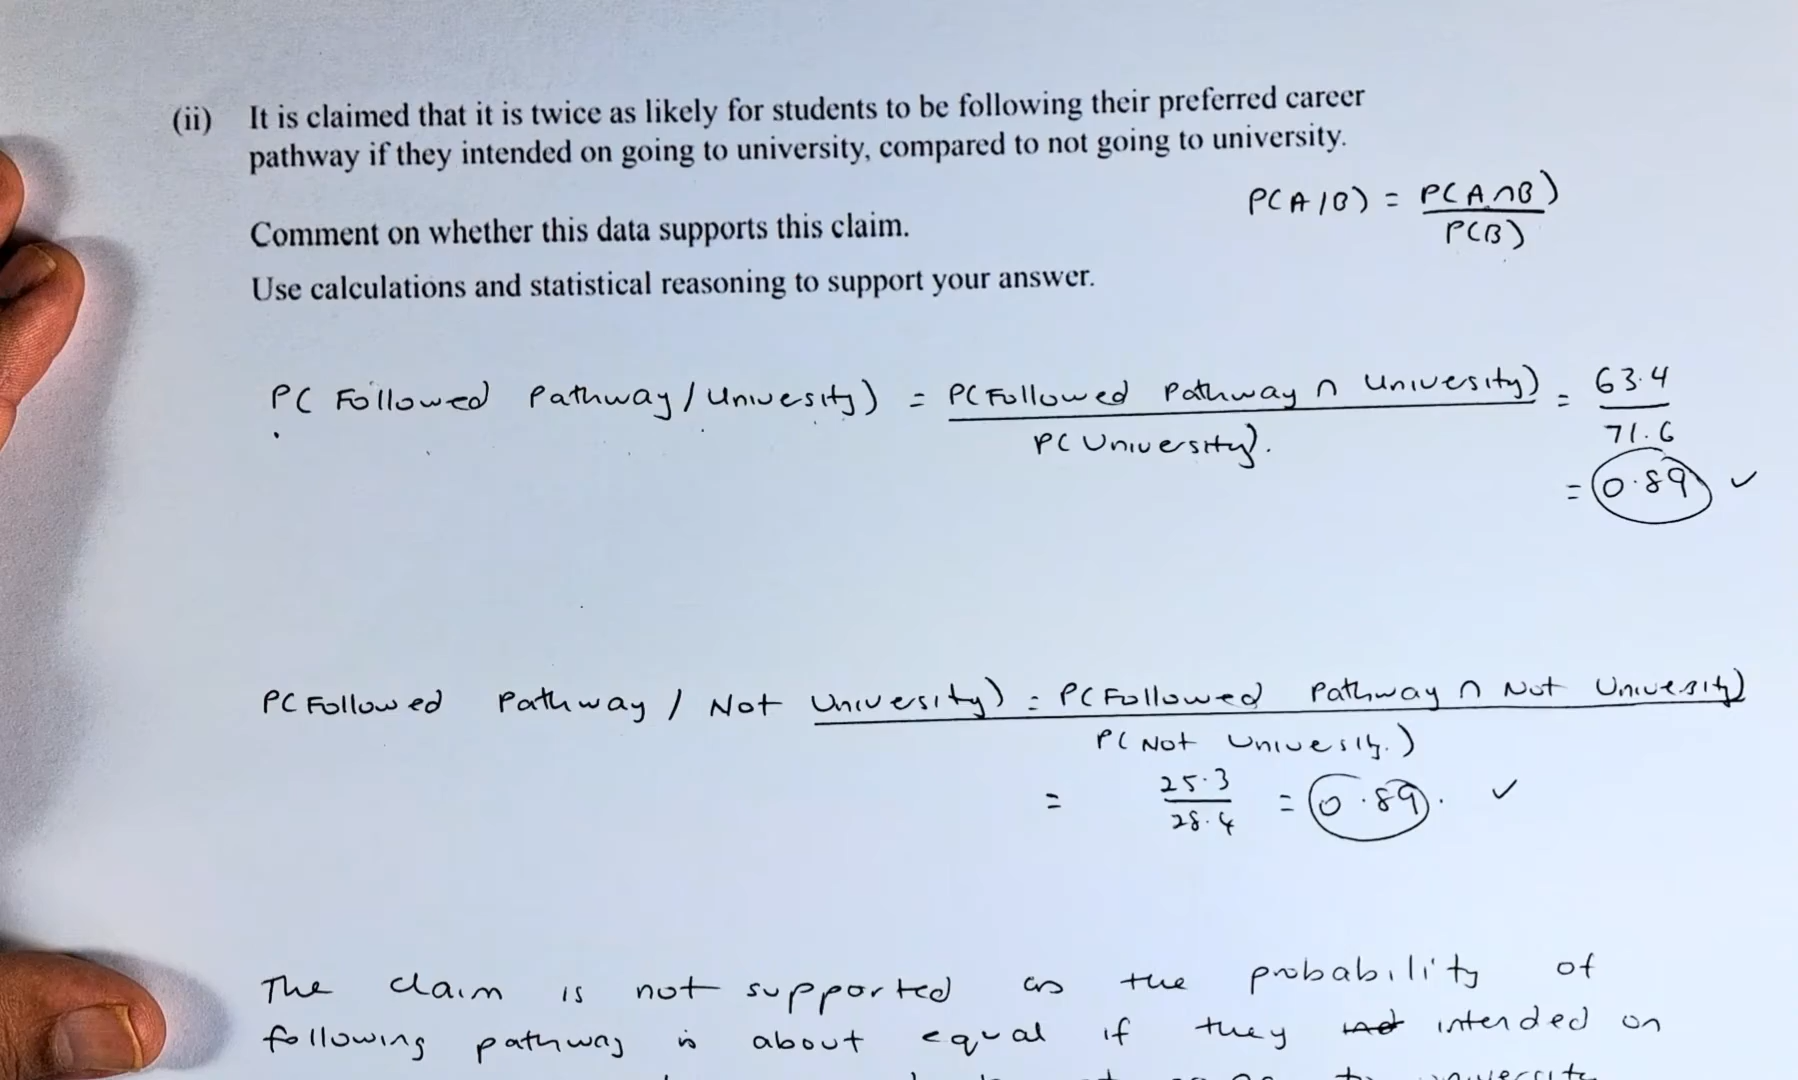 (ii) It is claimed that it is twice as likely for students to be following their preferred career
pathway if they intended on going to university, compared to not going to university.
P(A/B) = P(A∩B)
P(B)
Comment on whether this data supports this claim.
Use calculations and statistical reasoning to support your answer.
P( Followed Pathway / University) = P(Followed Pathway ∩ University) = 63.4
P( University). 71.6
= 0.89 ✓
P( Followed Pathway / Not University) = P( Followed Pathway ∩ Not University)
P( Not University.)
= 25.3 = 0.89. ✓
28.4
The claim is not supported as the probability of
following pathway is about equal if they intended on
to university